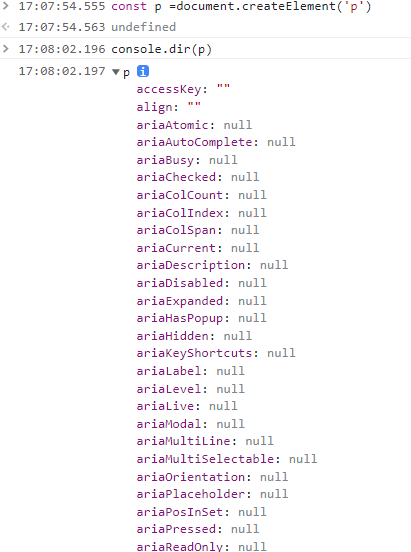 17:07:54.555 const p =document.createElement('p')
17:07:54.563 undefined
17:08:02.196 console.dir(p)
17:08:02.197 ▼p i
accessKey: ""
align: ""
ariaAtomic: null
ariaAutoComplete: null
ariaBusy: null
ariaChecked: null
ariaColCount: null
ariaColIndex: null
ariaColSpan: null
ariaCurrent: null
ariaDescription: null
ariaDisabled: null
ariaExpanded: null
ariaHasPopup: null
ariaHidden: null
ariaKeyShortcuts: null
ariaLabel: null
ariaLevel: null
ariaLive: null
ariaModal: null
ariaMultiLine: null
ariaMultiSelectable: null
ariaOrientation: null
ariaPlaceholder: null
ariaPosInSet: null
ariaPressed: null
ariaReadOnly: null